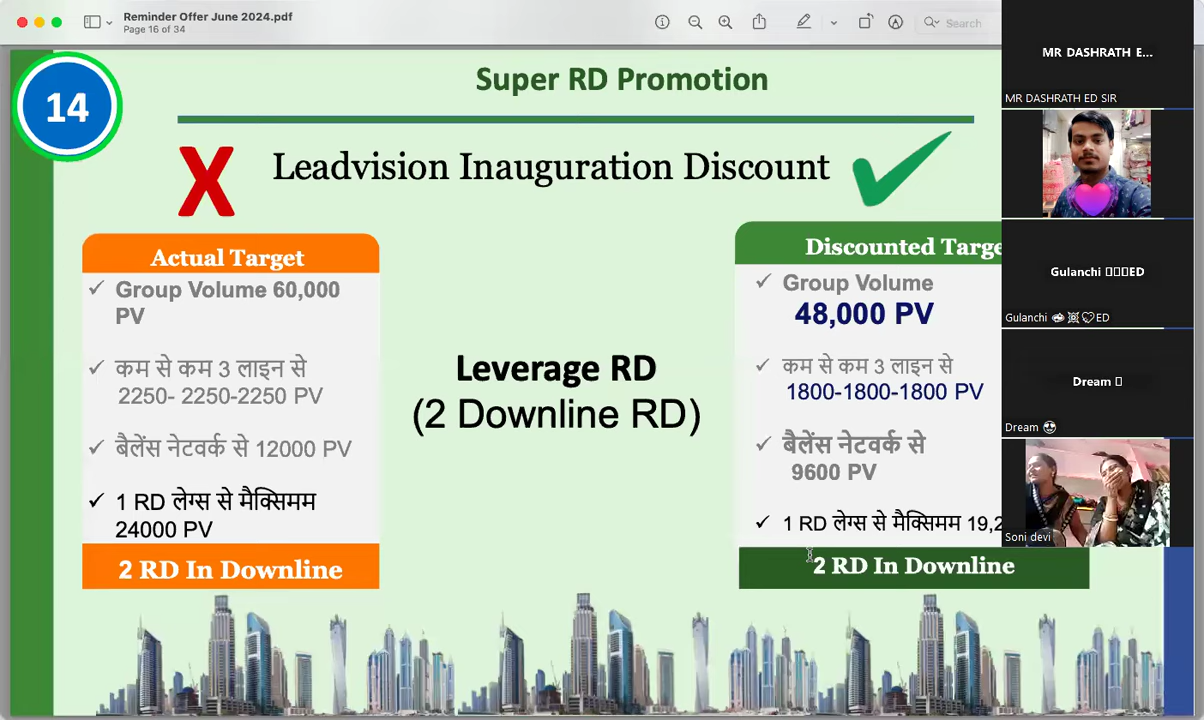 Reminder Offer June 2024.pdf
Page 16 of 34
Search
14
Super RD Promotion
X
Leadvision Inauguration Discount
Actual Target
Group Volume 60,000
PV
कम से कम 3 लाइन से
2250- 2250-2250 PV
बैलेंस नेटवर्क से 12000 PV
1 RD लेग्स से मैक्सिमम
24000 PV
2 RD In Downline
Leverage RD
(2 Downline RD)
Discounted Targe
Group Volume
48,000 PV
कम से कम 3 लाइन से
1800-1800-1800 PV
बैलेंस नेटवर्क से
9600 PV
1 RD लेग्स से मैक्सिमम 19,2
2 RD In Downline
MR DASHRATH E...
MR DASHRATH ED SIR
Gulanchi ED
Gulanchi ED
Dream
Dream
Soni devi